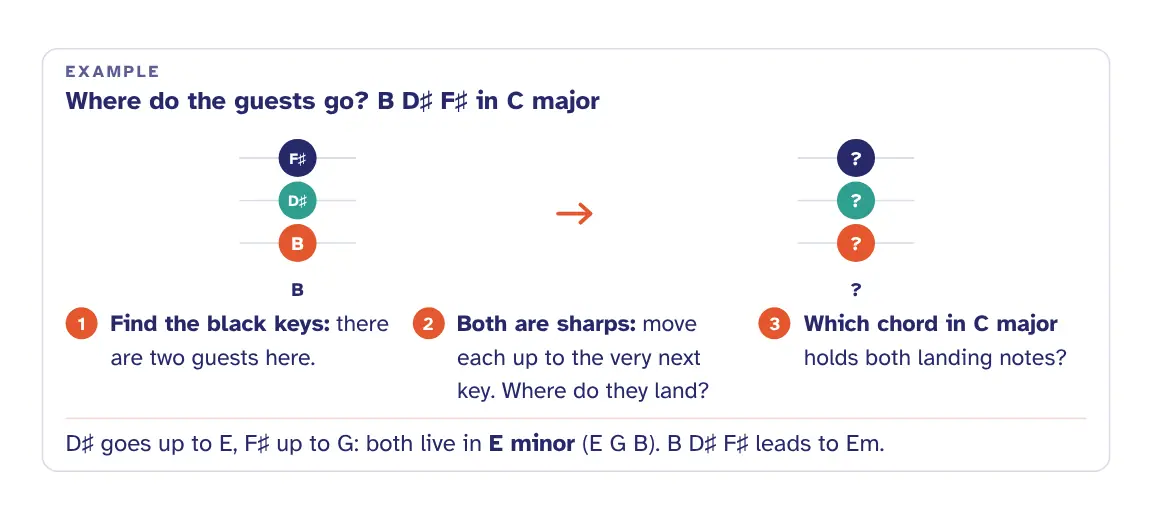 EXAMPLE
Where do the guests go? B D♯ F♯ in C major
F♯
D♯
B
B
?
?
?
?
1 Find the black keys: there
are two guests here.
2 Both are sharps: move
each up to the very next
key. Where do they land?
3 Which chord in C major
holds both landing notes?
D♯ goes up to E, F♯ up to G: both live in E minor (E G B). B D♯ F♯ leads to Em.